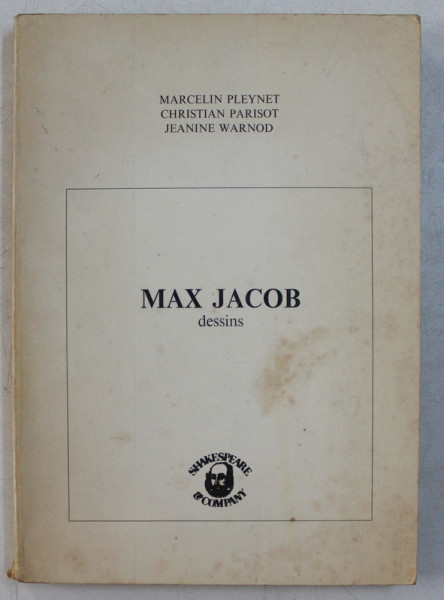 MARCELIN PLEYNET
CHRISTIAN PARISOT
JEANINE WARNOD
MAX JACOB
dessins
SHAKESPEARE
& COMPANY